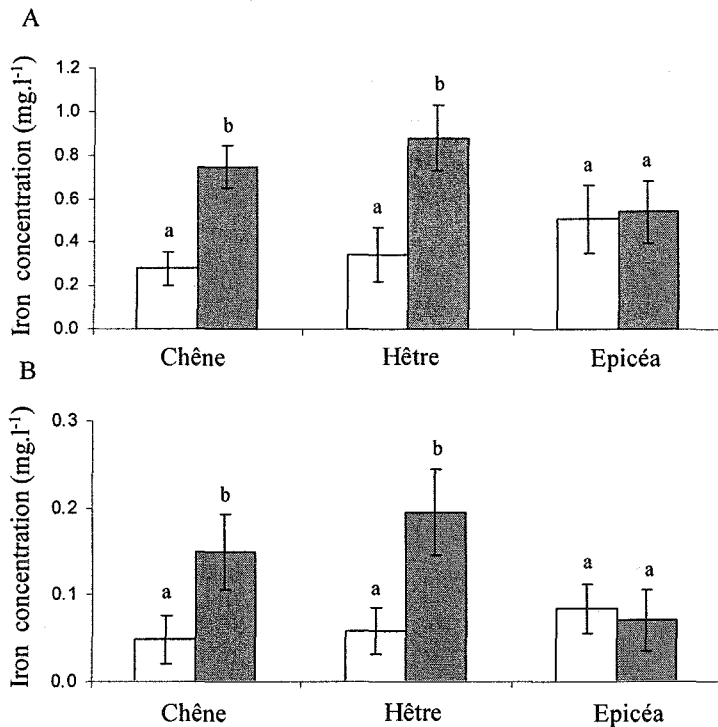 A
Iron concentration (mg.l-1)
1.2
1.0
0.8
0.6
0.4
0.2
0.0
a
b
a
b
a
a
Chêne
Hêtre
Epicéa
B
Iron concentration (mg.l-1)
0.3
0.2
0.1
0.0
a
b
a
b
a
a
Chêne
Hêtre
Epicéa